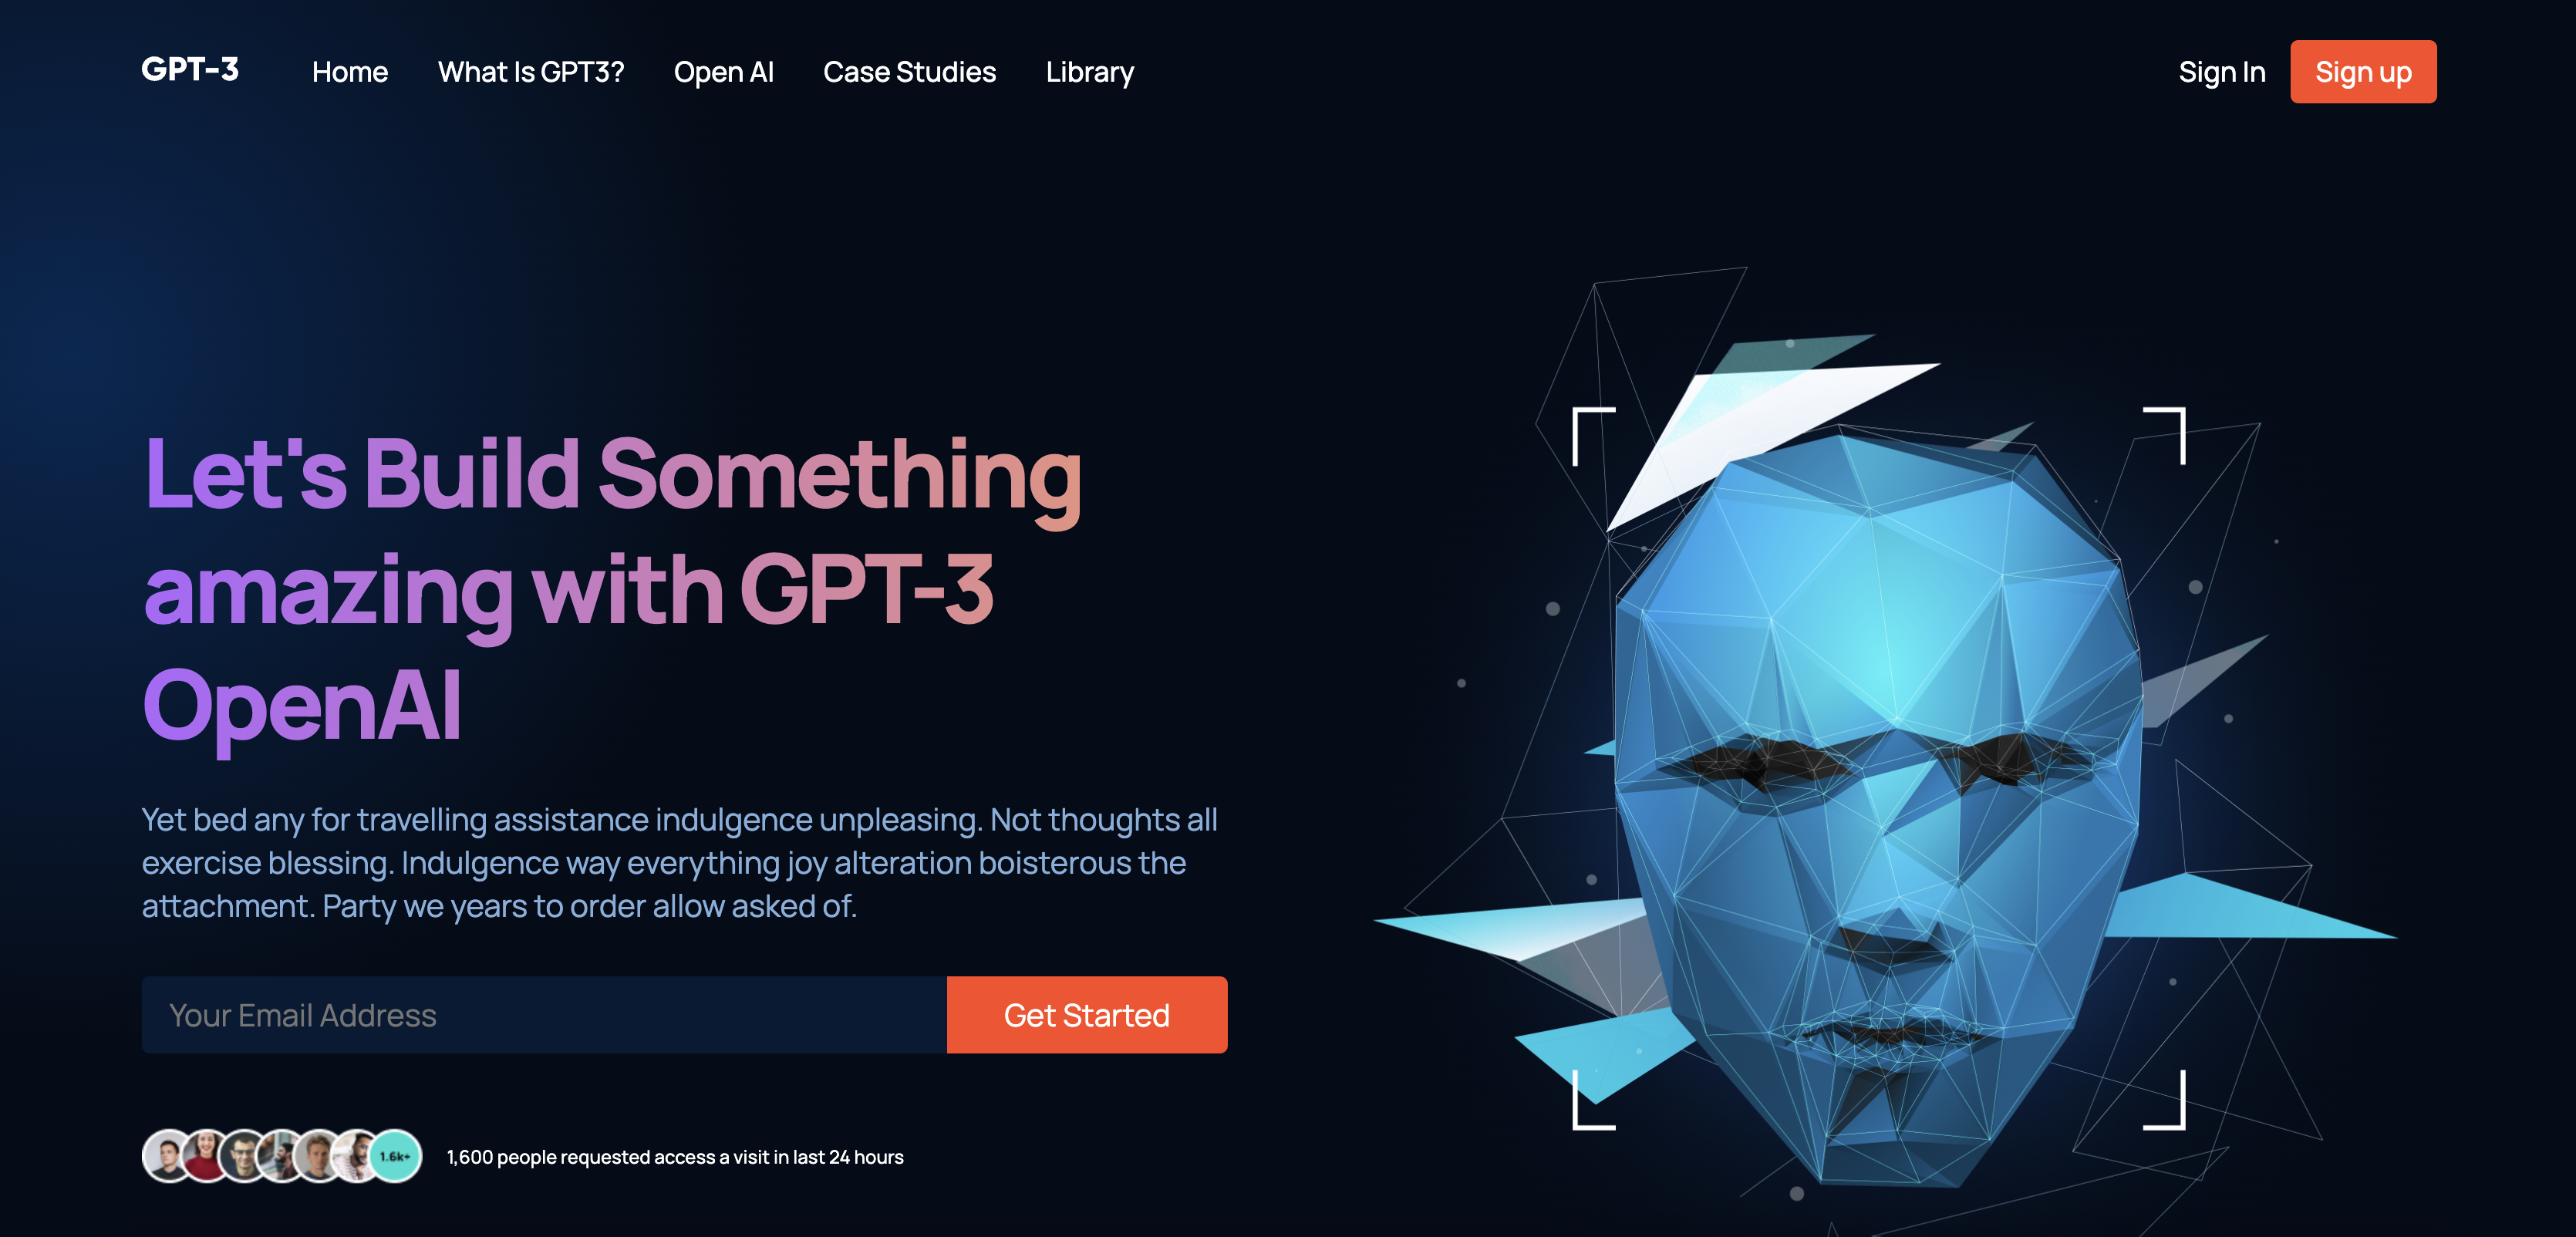 GPT-3
Home
What Is GPT3?
Open AI
Case Studies
Library
Sign In
Sign up
Let's Build Something
amazing with GPT-3
OpenAI
Yet bed any for travelling assistance indulgence unpleasing. Not thoughts all
exercise blessing. Indulgence way everything joy alteration boisterous the
attachment. Party we years to order allow asked of.
Your Email Address
Get Started
1.6k+
1,600 people requested access a visit in last 24 hours